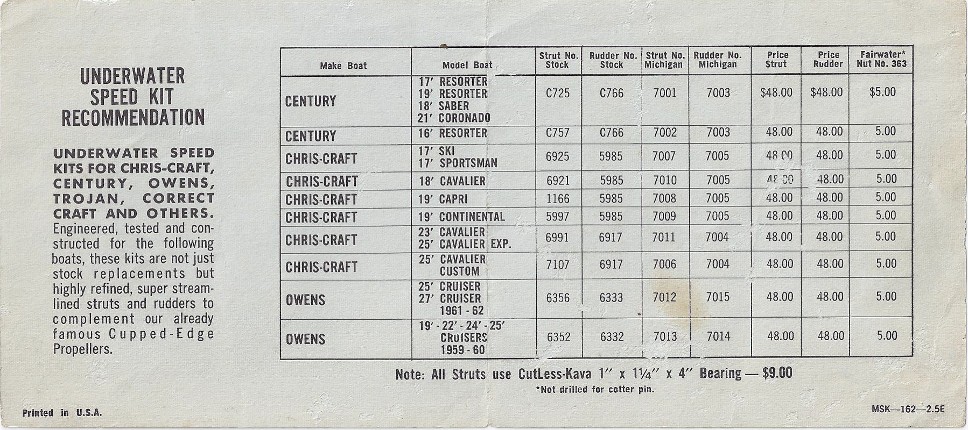 UNDERWATER
SPEED KIT
RECOMMENDATION
UNDERWATER SPEED
KITS FOR CHRIS-CRAFT,
CENTURY, OWENS,
TROJAN, CORRECT
CRAFT AND OTHERS.
Engineered, tested and con-
structed for the following
boats, these kits are not just
stock replacements but
highly refined, super stream-
lined struts and rudders to
complement our already
famous Cupped-Edge
Propellers.
Make Boat Model Boat Strut No. Stock Rudder No. Stock Strut No. Michigan Rudder No. Michigan Price Strut Price Rudder Fairwater* Nut No. 363
17' RESORTER
CENTURY 19' RESORTER C725 C766 7001 7003 $48.00 $48.00 $5.00
18' SABER
21' CORONADO
CENTURY 16' RESORTER C757 C766 7002 7003 48.00 48.00 5.00
CHRIS-CRAFT 17' SKI 6925 5985 7007 7005 48.00 48.00 5.00
17' SPORTSMAN
CHRIS-CRAFT 18' CAVALIER 6921 5985 7010 7005 48.00 48.00 5.00
CHRIS-CRAFT 19' CAPRI 1166 5985 7008 7005 48.00 48.00 5.00
CHRIS-CRAFT 19' CONTINENTAL 5997 5985 7009 7005 48.00 48.00 5.00
CHRIS-CRAFT 23' CAVALIER 6991 6917 7011 7004 48.00 48.00 5.00
25' CAVALIER EXP.
CHRIS-CRAFT 25' CAVALIER 7107 6917 7006 7004 48.00 48.00 5.00
CUSTOM
25' CRUISER
OWENS 27' CRUISER 6356 6333 7012 7015 48.00 48.00 5.00
1961 - 62
19' - 22' - 24' - 25'
OWENS CRUISERS 6352 6332 7013 7014 48.00 48.00 5.00
1959 - 60
Note: All Struts use CutLess-Kava 1" x 1¼" x 4" Bearing — $9.00
*Not drilled for cotter pin.
Printed in U.S.A.
MSK—162—2.5E